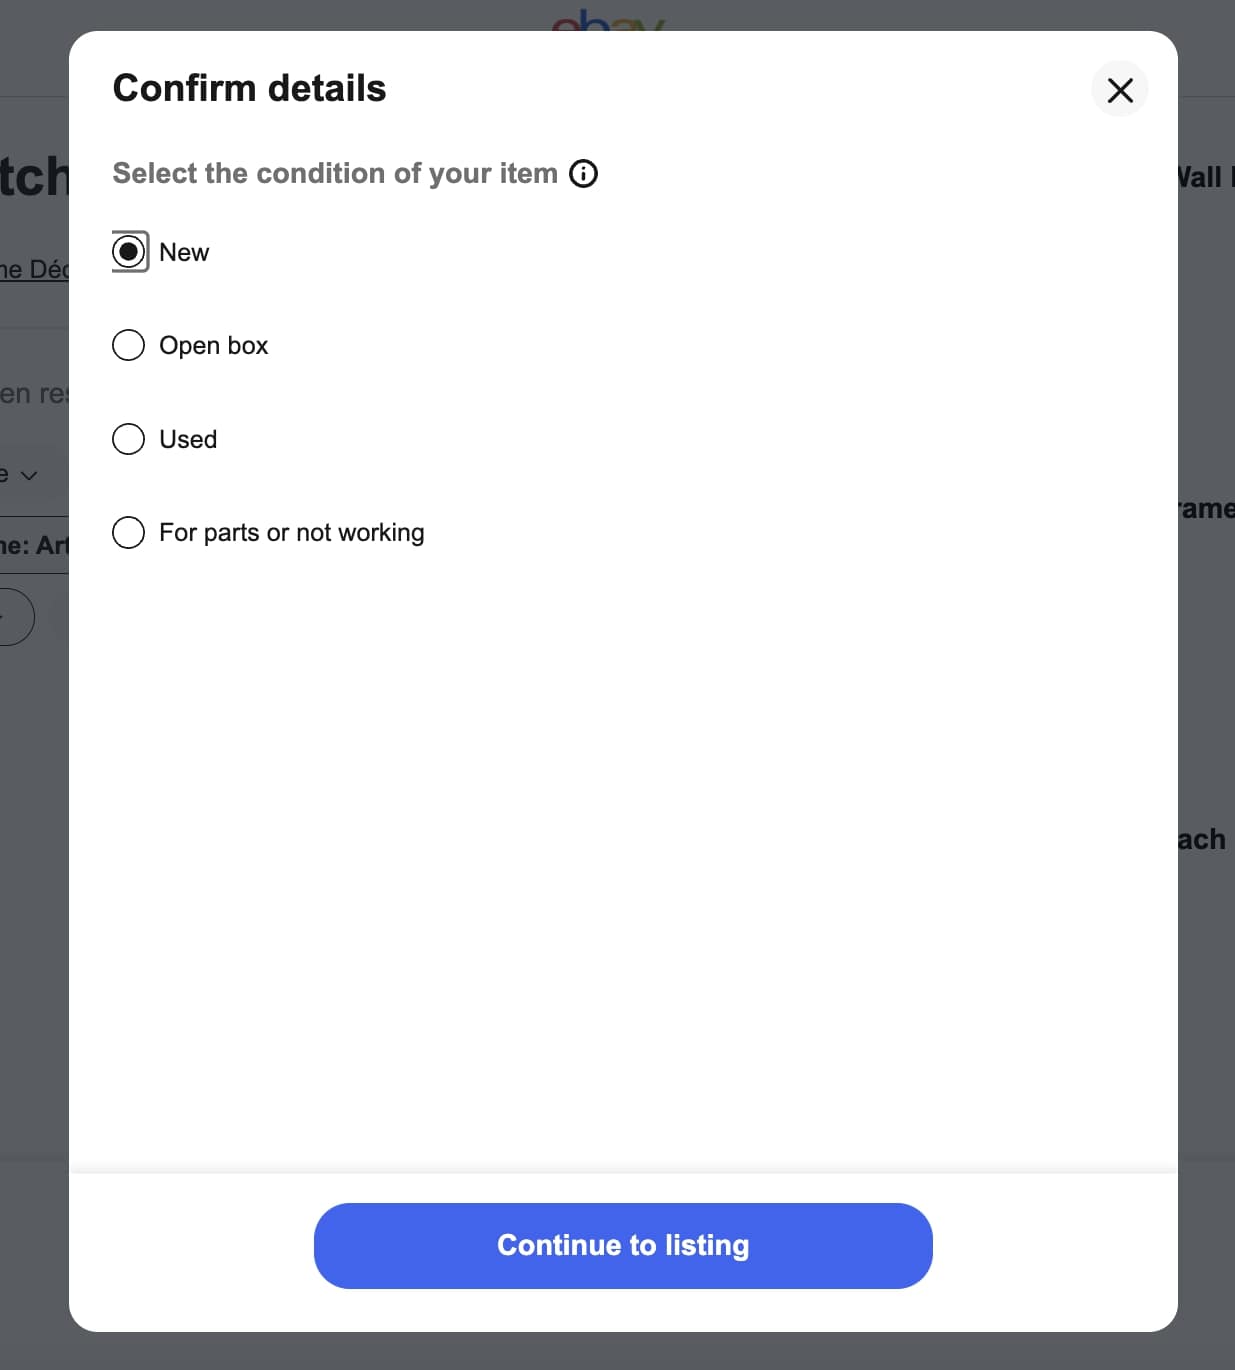 ebay
Confirm details
Select the condition of your item
New
Open box
Used
For parts or not working
Continue to listing
tch
ne Déc
en res
e
ne: Art
Wall
rame
ach